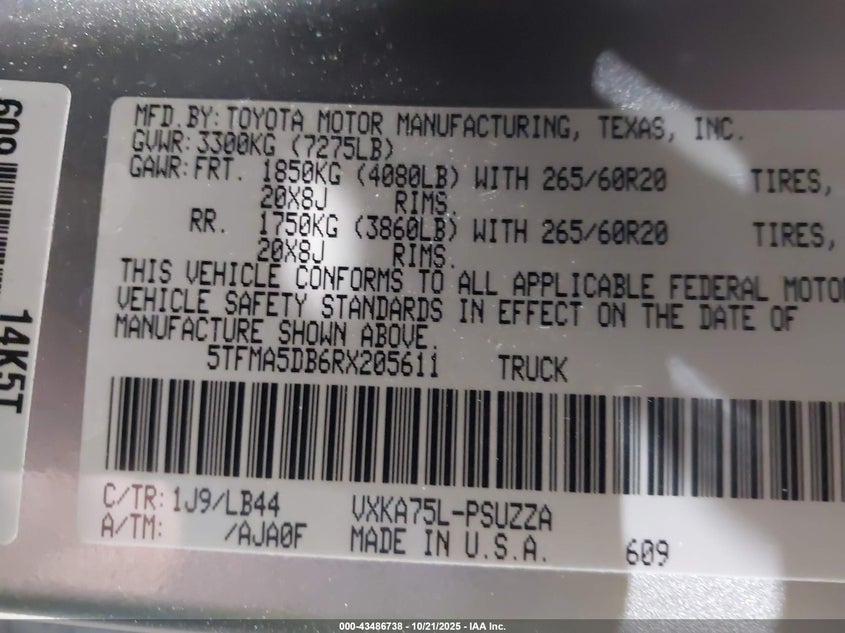 MFD.BY: TOYOTA MOTOR MANUFACTURING, TEXAS, INC.
GVWR: 3300KG (7275LB)
GAWR: FRT. 1850KG (4080LB) WITH 265/60R20 TIRES,
20X8J RIMS.
RR. 1750KG (3860LB) WITH 265/60R20 TIRES,
20X8J RIMS.
THIS VEHICLE CONFORMS TO ALL APPLICABLE FEDERAL MOTO
VEHICLE SAFETY STANDARDS IN EFFECT ON THE DATE OF
MANUFACTURE SHOWN ABOVE.
5TFMA5DB6RX205611 TRUCK
C/TR: 1J9/LB44 VXKA75L-PSUZZA
A/TM: /AJA0F MADE IN U.S.A. 609
609
14K5T
000-43486738 - 10/21/2025 - IAA Inc.